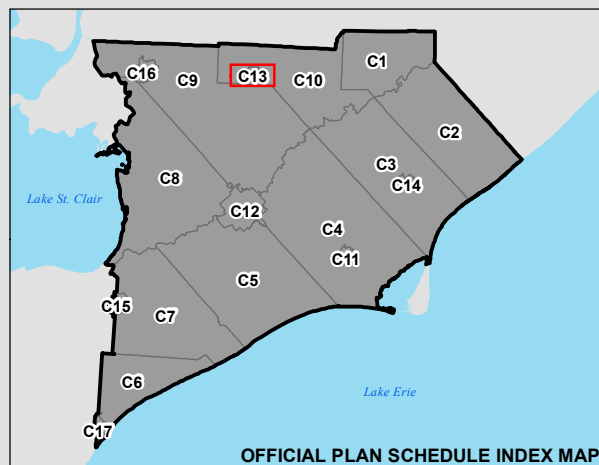 C1
C16
C9
C13
C10
C2
C3
C8
C14
Lake St. Clair
C12
C4
C11
C5
C15
C7
C6
Lake Erie
C17
OFFICIAL PLAN SCHEDULE INDEX MAP